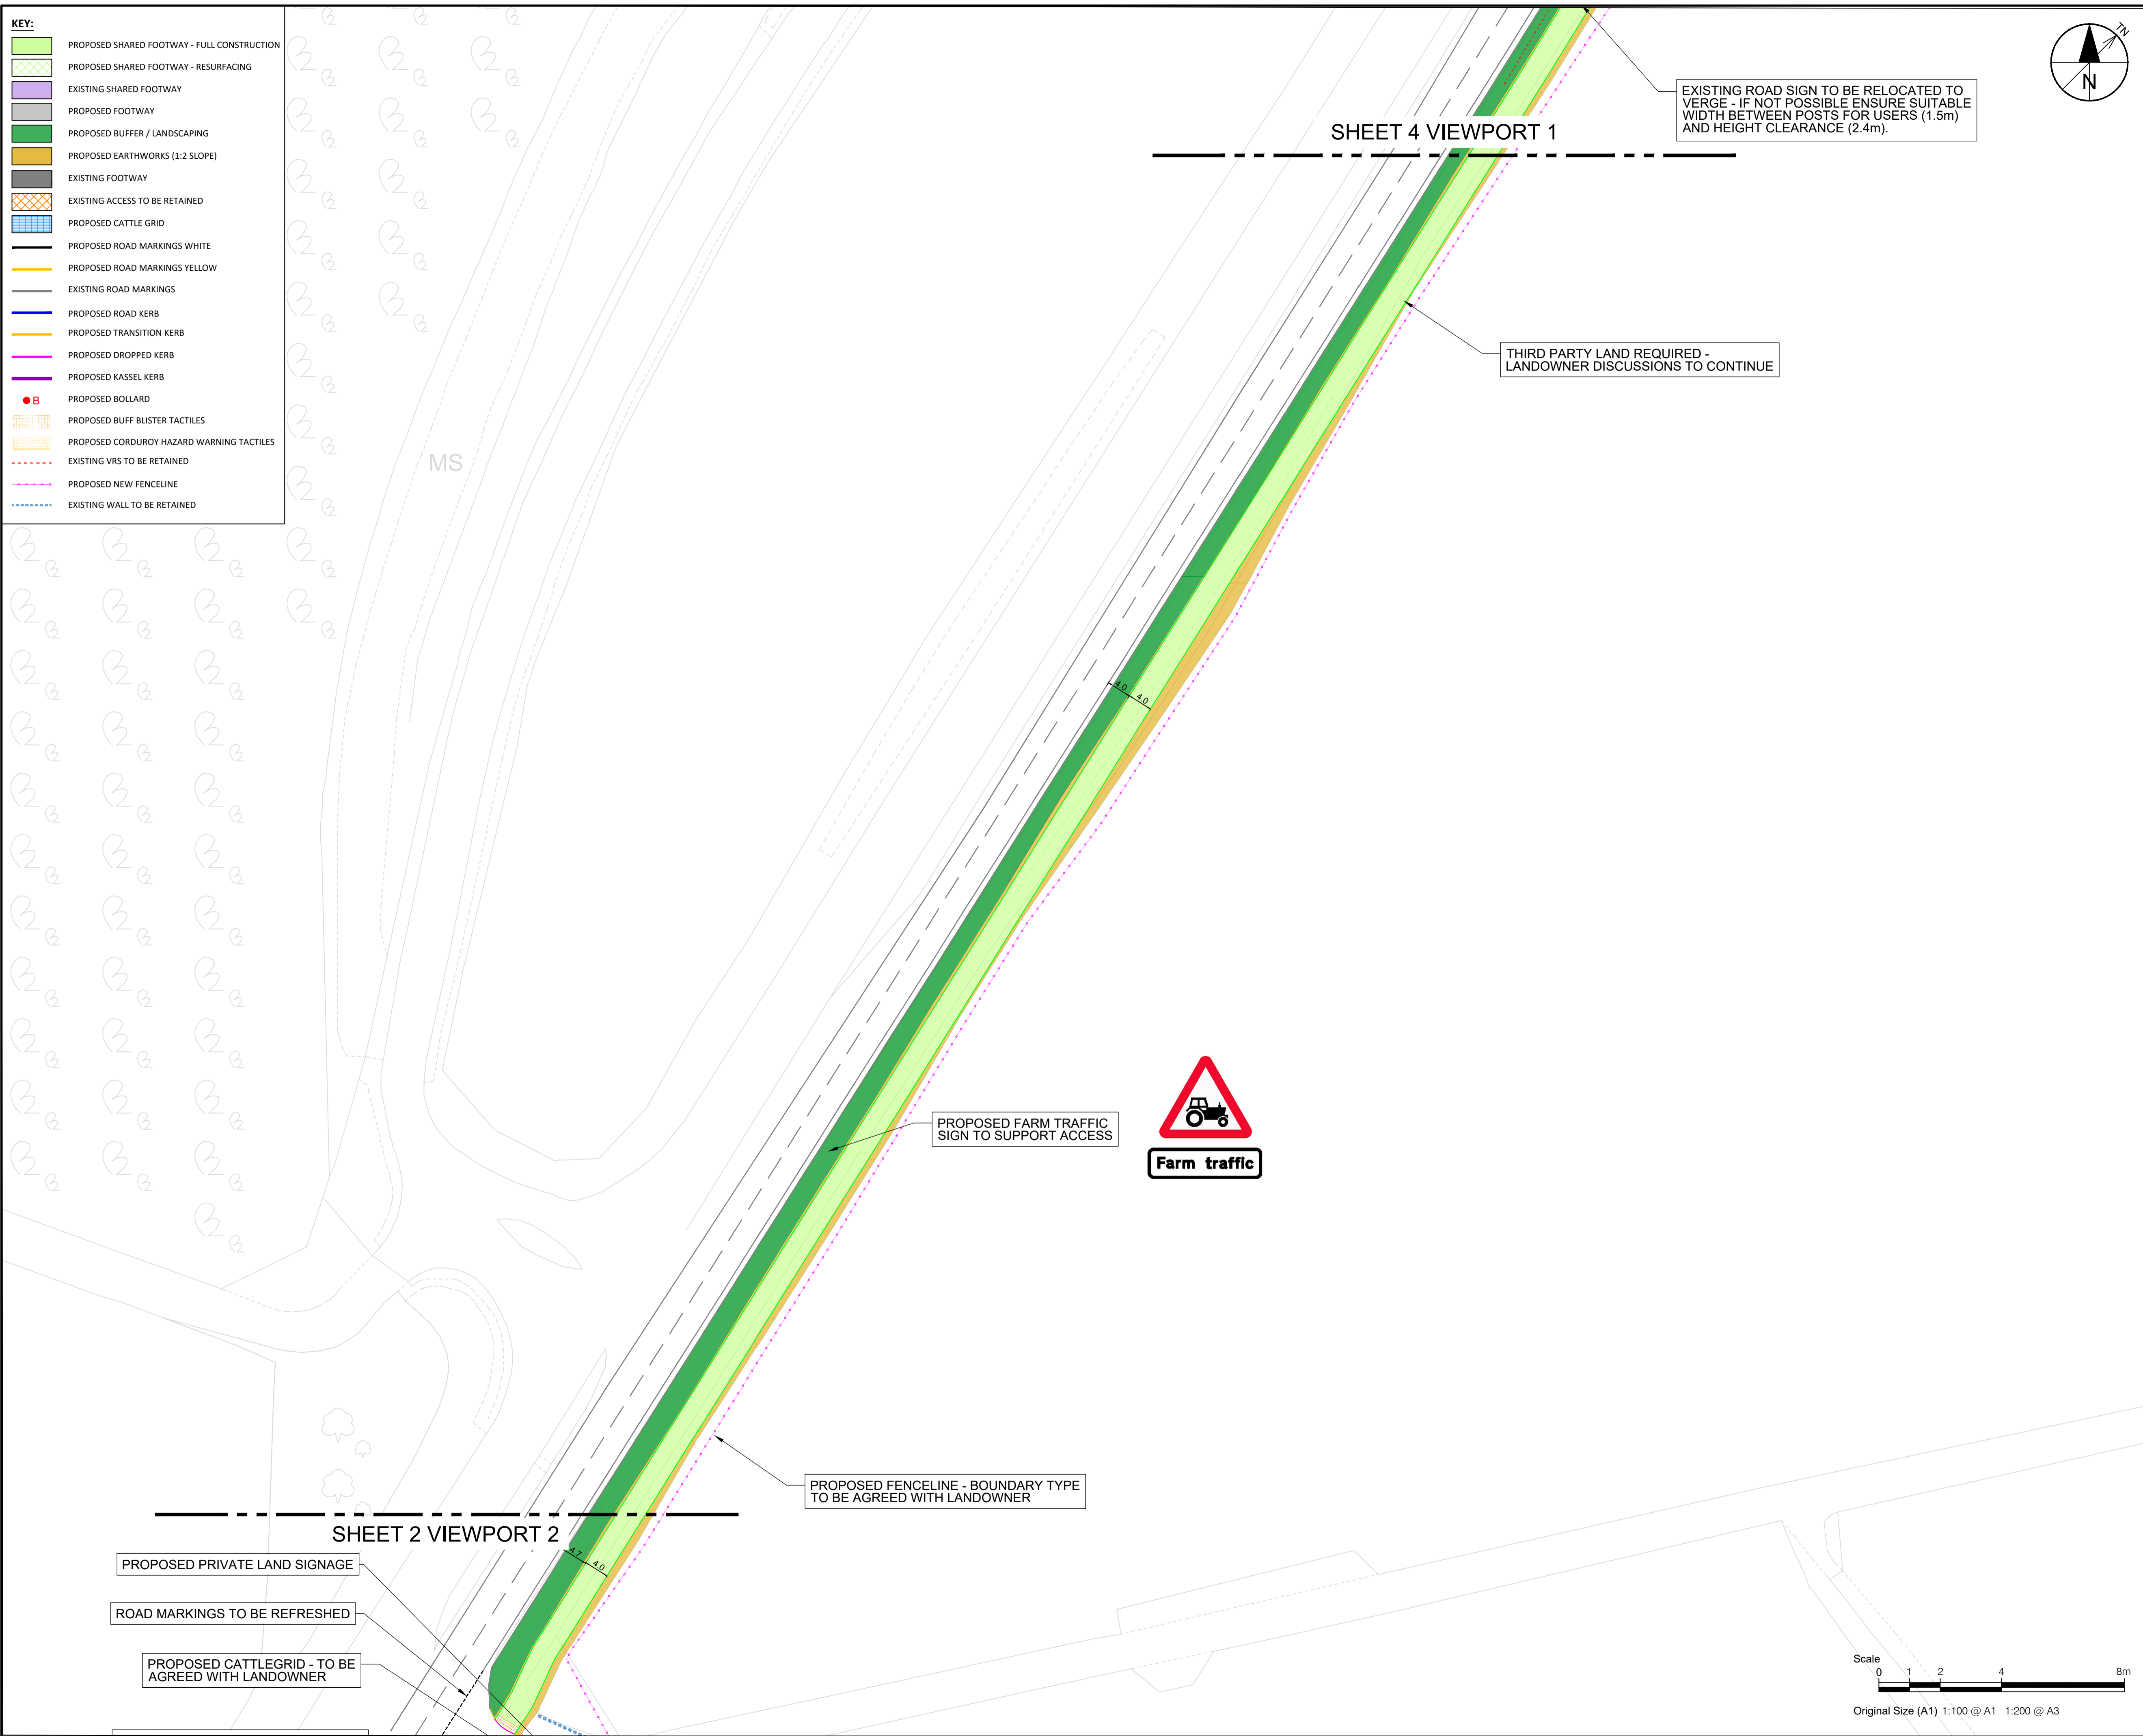 KEY:
PROPOSED SHARED FOOTWAY - FULL CONSTRUCTION
PROPOSED SHARED FOOTWAY - RESURFACING
EXISTING SHARED FOOTWAY
PROPOSED FOOTWAY
PROPOSED BUFFER / LANDSCAPING
PROPOSED EARTHWORKS (1:2 SLOPE)
EXISTING FOOTWAY
EXISTING ACCESS TO BE RETAINED
PROPOSED CATTLE GRID
PROPOSED ROAD MARKINGS WHITE
PROPOSED ROAD MARKINGS YELLOW
EXISTING ROAD MARKINGS
PROPOSED ROAD KERB
PROPOSED TRANSITION KERB
PROPOSED DROPPED KERB
PROPOSED KASSEL KERB
B PROPOSED BOLLARD
PROPOSED BUFF BLISTER TACTILES
PROPOSED CORDUROY HAZARD WARNING TACTILES
EXISTING VRS TO BE RETAINED
PROPOSED NEW FENCELINE
EXISTING WALL TO BE RETAINED
TN
N
EXISTING ROAD SIGN TO BE RELOCATED TO
VERGE - IF NOT POSSIBLE ENSURE SUITABLE
WIDTH BETWEEN POSTS FOR USERS (1.5m)
AND HEIGHT CLEARANCE (2.4m).
SHEET 4 VIEWPORT 1
THIRD PARTY LAND REQUIRED -
LANDOWNER DISCUSSIONS TO CONTINUE
MS
4.0 4.0
PROPOSED FARM TRAFFIC
SIGN TO SUPPORT ACCESS
Farm traffic
PROPOSED FENCELINE - BOUNDARY TYPE
TO BE AGREED WITH LANDOWNER
SHEET 2 VIEWPORT 2
4.7 4.0
PROPOSED PRIVATE LAND SIGNAGE
ROAD MARKINGS TO BE REFRESHED
PROPOSED CATTLEGRID - TO BE
AGREED WITH LANDOWNER
Scale
0 1 2 4 8m
Original Size (A1) 1:100 @ A1 1:200 @ A3